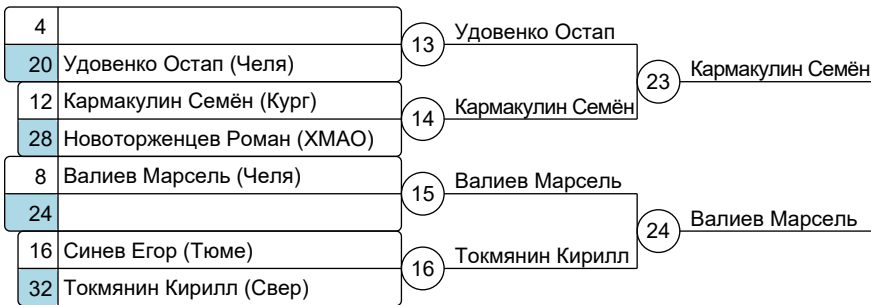 4
13 Удовенко Остап
20 Удовенко Остап (Челя)
23 Кармакулин Семён
12 Кармакулин Семён (Кург)
14 Кармакулин Семён
28 Новоторженцев Роман (ХМАО)
8 Валиев Марсель (Челя)
15 Валиев Марсель
24
24 Валиев Марсель
16 Синев Егор (Тюме)
16 Токмянин Кирилл
32 Токмянин Кирилл (Свер)